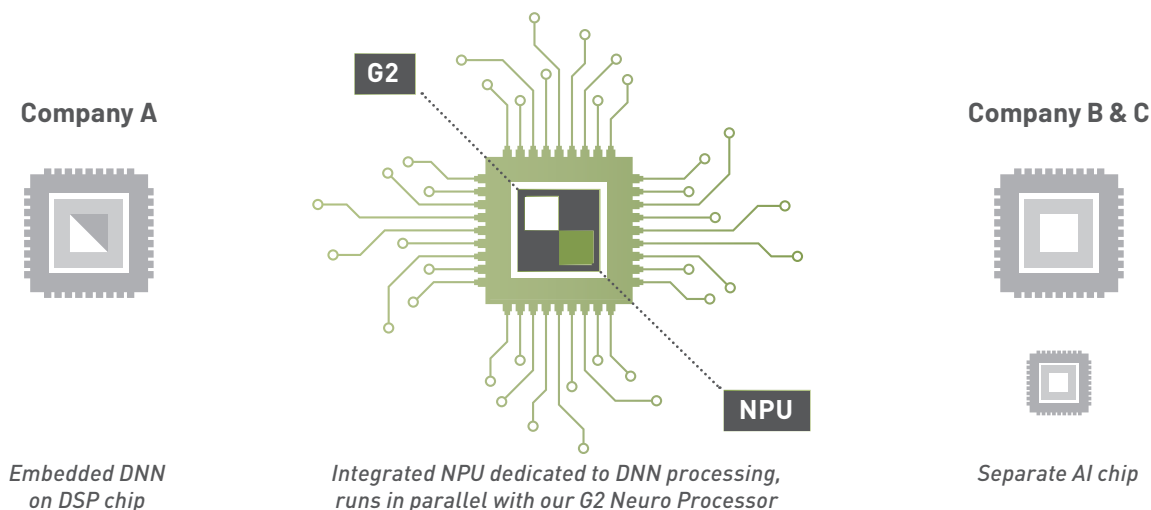 Company A
Embedded DNN
on DSP chip
G2
NPU
Integrated NPU dedicated to DNN processing,
runs in parallel with our G2 Neuro Processor
Company B & C
Separate AI chip